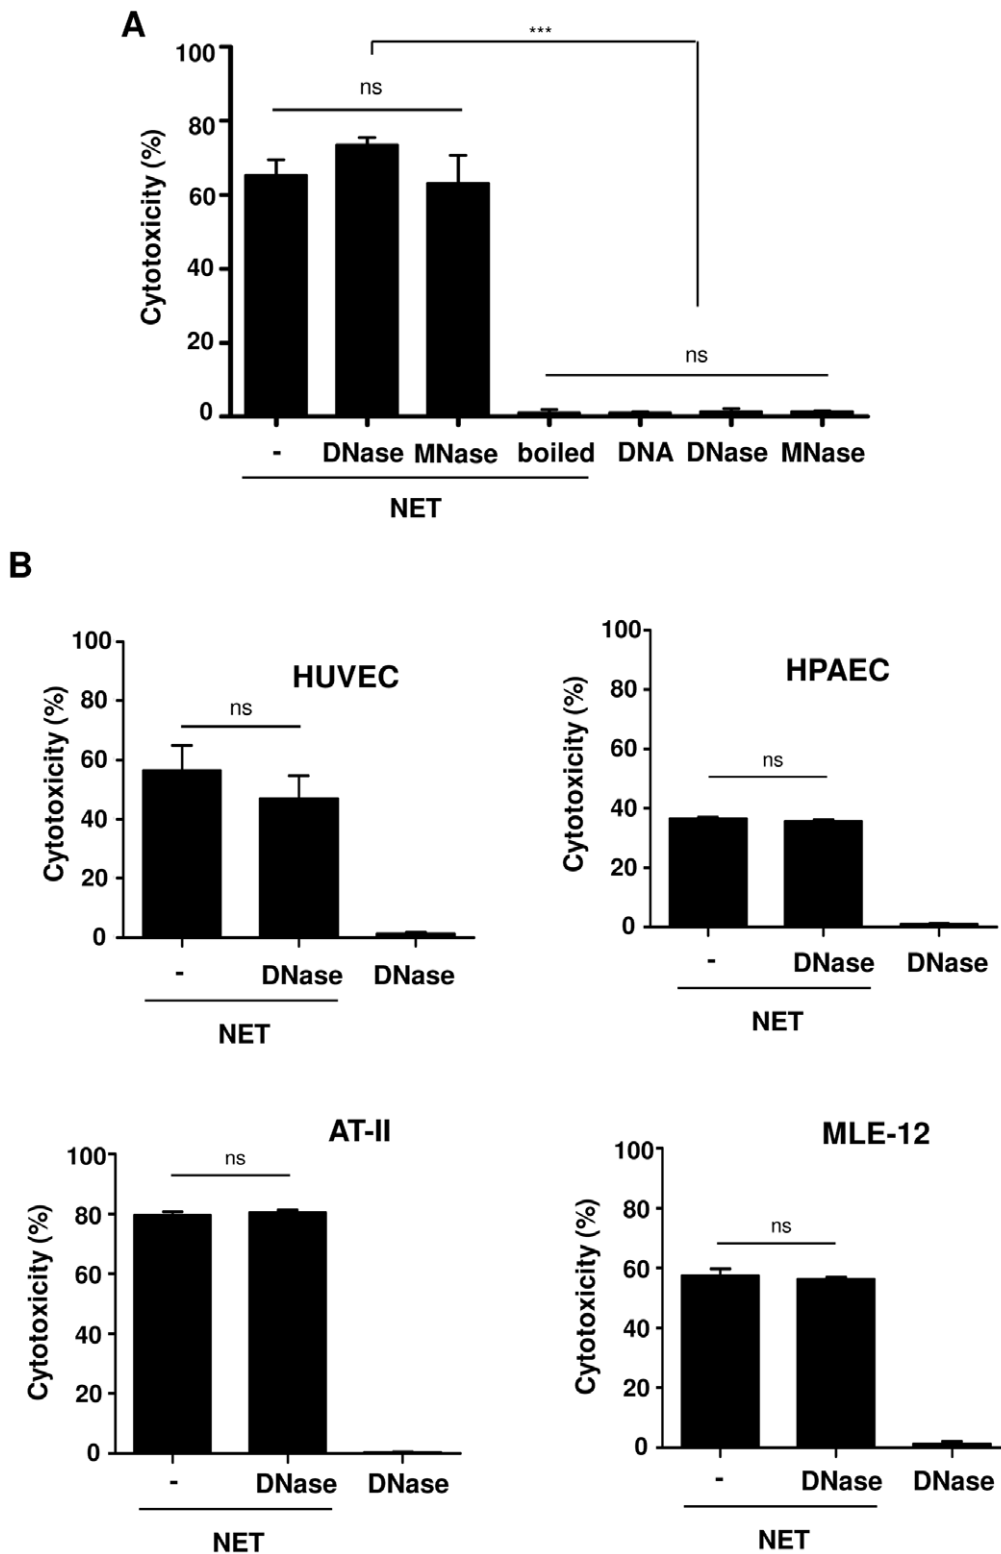 A
***
ns
ns
Cytotoxicity (%)
100
80
60
40
20
0
- DNase MNase boiled DNA DNase MNase
NET
B
HUVEC
ns
Cytotoxicity (%)
100
80
60
40
20
0
- DNase DNase
NET
HPAEC
ns
Cytotoxicity (%)
100
80
60
40
20
0
- DNase DNase
NET
AT-II
ns
Cytotoxicity (%)
100
80
60
40
20
0
- DNase DNase
NET
MLE-12
ns
Cytotoxicity (%)
100
80
60
40
20
0
- DNase DNase
NET